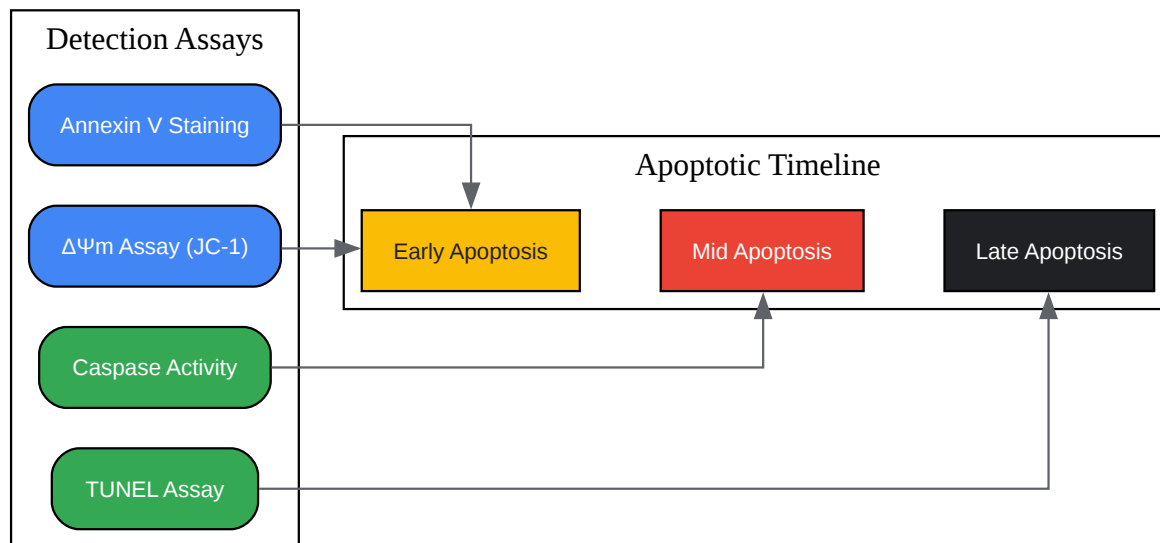 Detection Assays
Annexin V Staining
ΔΨm Assay (JC-1)
Caspase Activity
TUNEL Assay
Apoptotic Timeline
Early Apoptosis
Mid Apoptosis
Late Apoptosis